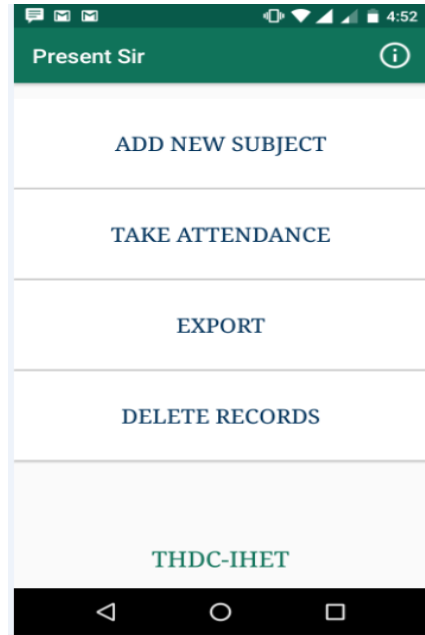 4:52
Present Sir
ADD NEW SUBJECT
TAKE ATTENDANCE
EXPORT
DELETE RECORDS
THDC-IHET